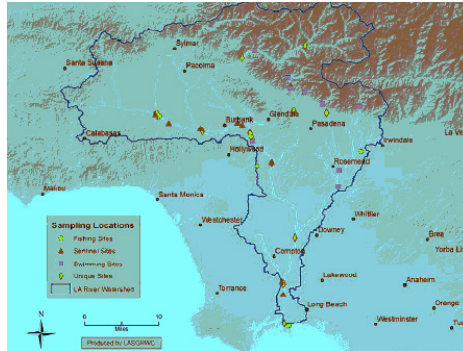 Sylmar
Santa Susana
Pacoima
Burbank
Glendale
Pasadena
La Ve
Calabasas
Hollywood
Irwindale
Rosemead
Malibu
Santa Monica
Westchester
Whittier
Downey
Brea
Yorba Li
Compton
Lakewood
Anaheim
Torrance
Long Beach
Orange
Westminster
Tus
Sampling Locations
Fishing Sites
Sentinel Sites
Swimming Sites
Unique Sites
LA River Watershed
N
0
10
Miles
Produced by LASGRWC